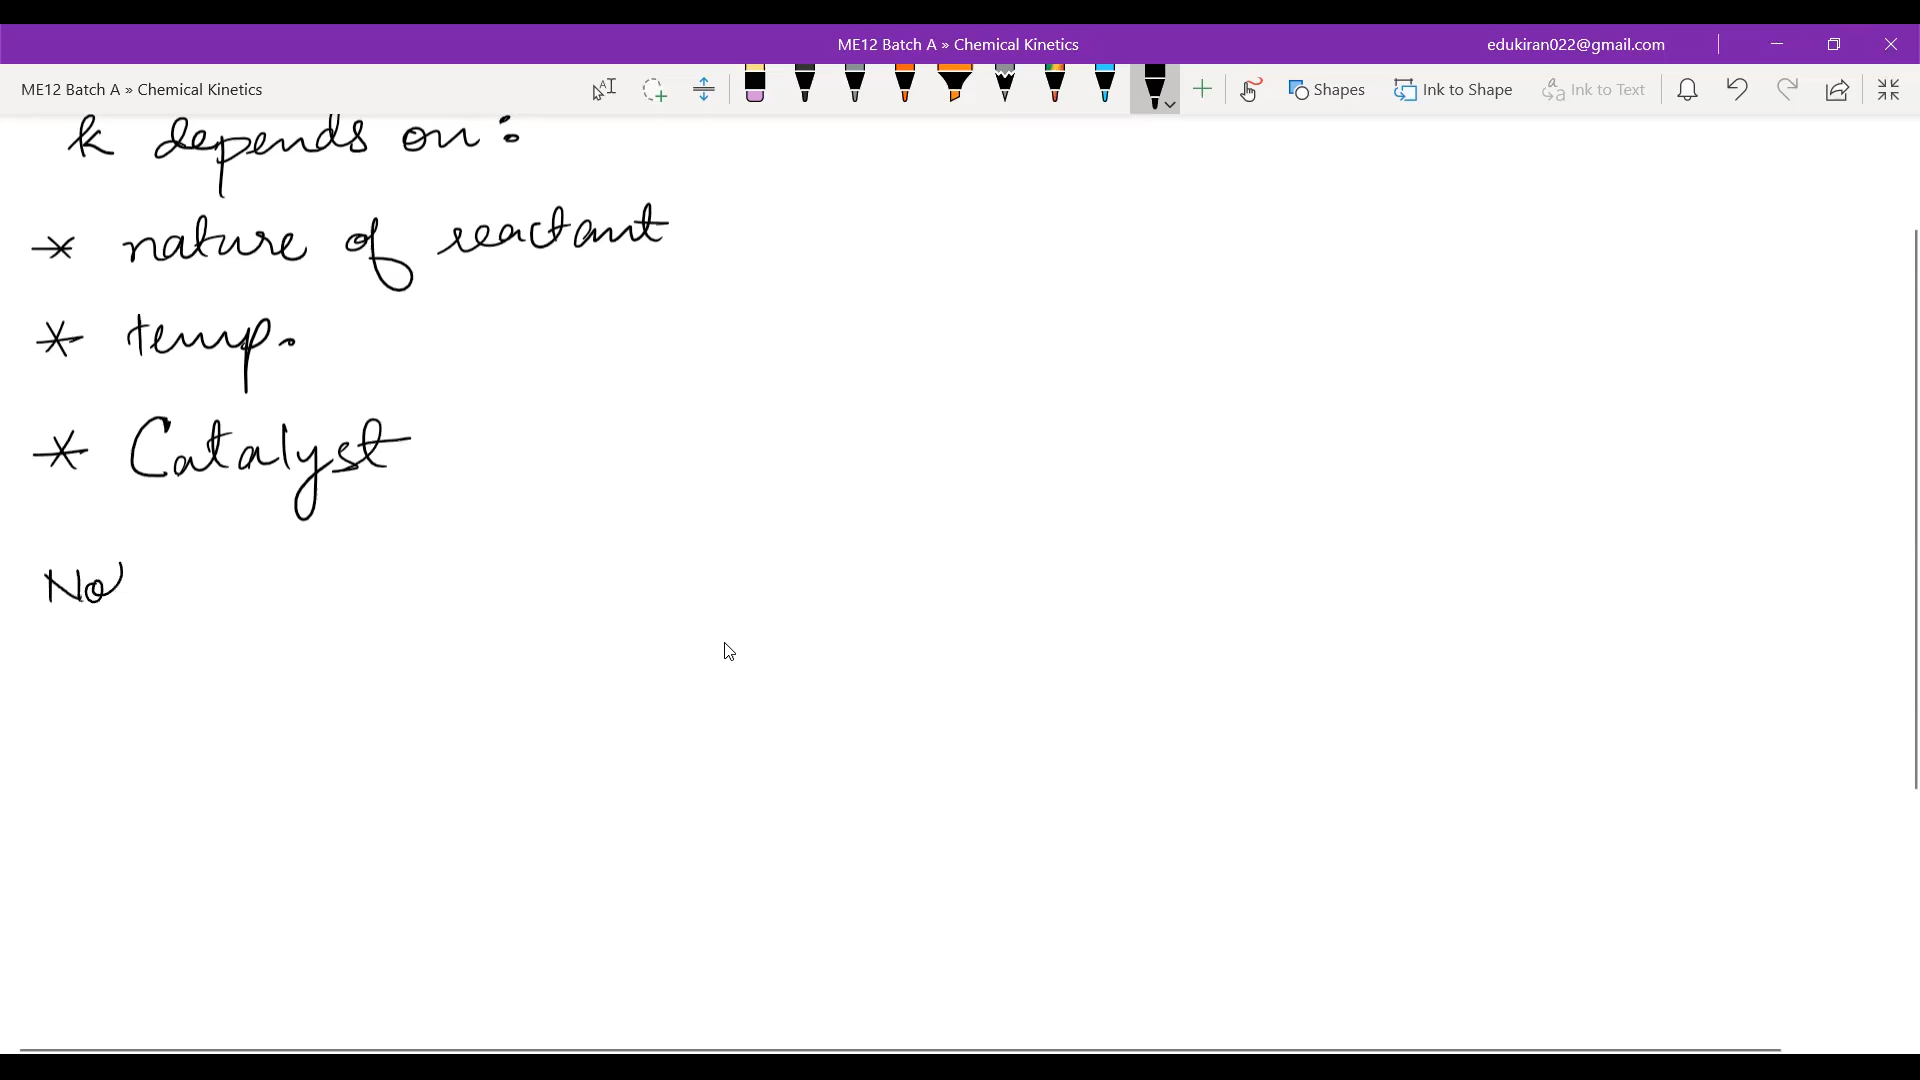 ME12 Batch A » Chemical Kinetics
edukiran022@gmail.com
ME12 Batch A » Chemical Kinetics
Shapes
Ink to Shape
Ink to Text
k depends on :
* nature of reactant
* temp.
* Catalyst
No